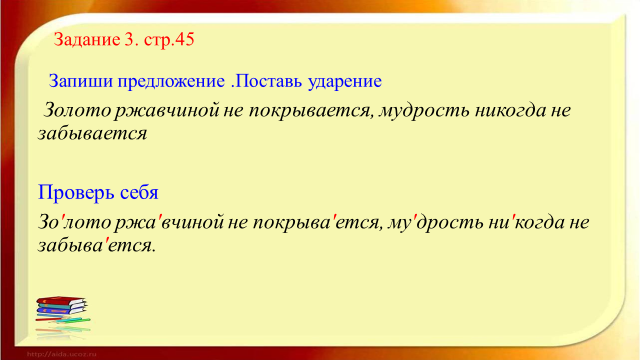 Задание 3. стр.45
Запиши предложение .Поставь ударение
Золото ржавчиной не покрывается, мудрость никогда не
забывается
Проверь себя
Зо'лото ржа'вчиной не покрыва'ется, му'дрость ни'когда не
забыва'ется.
http://aida.ucoz.ru